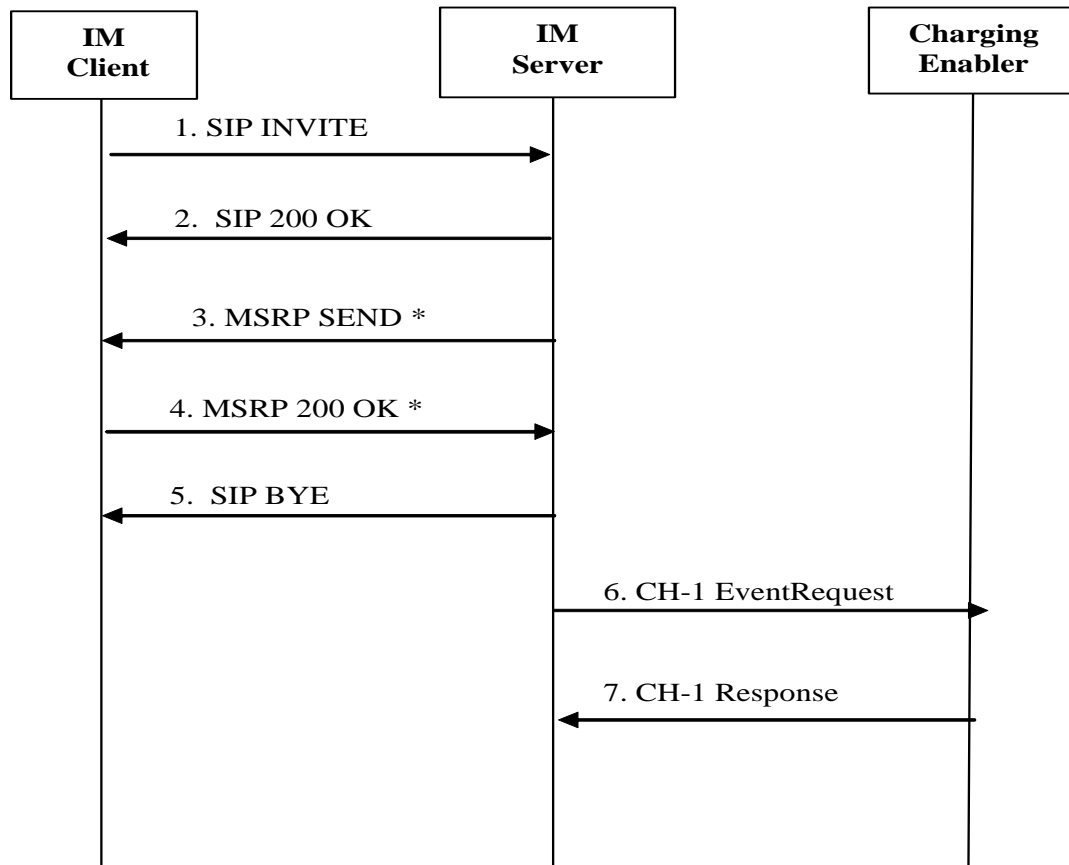 IM
Client
IM
Server
Charging
Enabler
1. SIP INVITE
2. SIP 200 OK
3. MSRP SEND *
4. MSRP 200 OK *
5. SIP BYE
6. CH-1 EventRequest
7. CH-1 Response